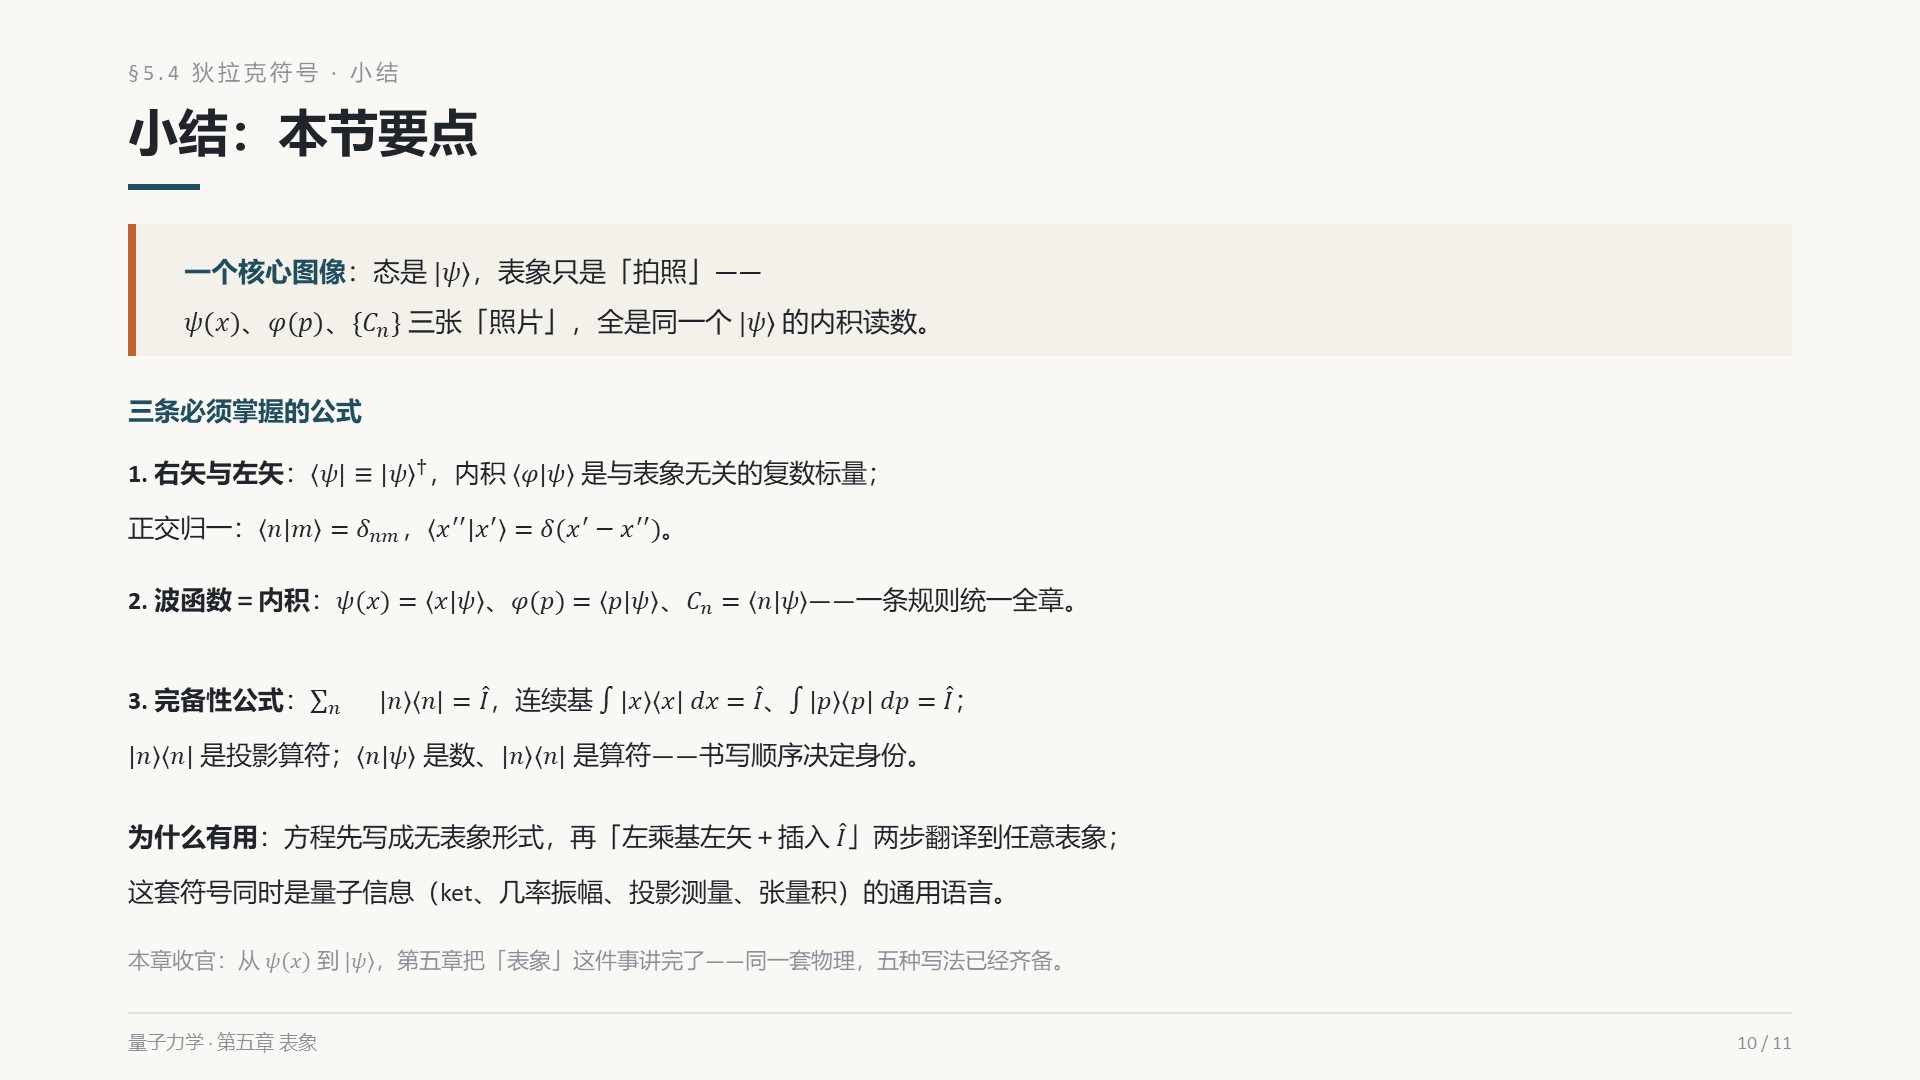 §5.4 狄拉克符号 · 小结
小结：本节要点
一个核心图像：态是 |ψ⟩，表象只是「拍照」——
ψ(x)、φ(p)、{Cₙ} 三张「照片」，全是同一个 |ψ⟩ 的内积读数。
三条必须掌握的公式
1. 右矢与左矢：⟨ψ| ≡ |ψ⟩†，内积 ⟨φ|ψ⟩ 是与表象无关的复数标量；
正交归一：⟨n|m⟩ = δₙₘ，⟨x′′|x′⟩ = δ(x′ − x′′)。
2. 波函数 = 内积：ψ(x) = ⟨x|ψ⟩、φ(p) = ⟨p|ψ⟩、Cₙ = ⟨n|ψ⟩——一条规则统一全章。
3. 完备性公式：∑ₙ |n⟩⟨n| = Î，连续基 ∫ |x⟩⟨x| dx = Î、∫ |p⟩⟨p| dp = Î；
|n⟩⟨n| 是投影算符；⟨n|ψ⟩ 是数、|n⟩⟨n| 是算符——书写顺序决定身份。
为什么有用：方程先写成无表象形式，再「左乘基左矢 + 插入 Î」两步翻译到任意表象；
这套符号同时是量子信息（ket、几率振幅、投影测量、张量积）的通用语言。
本章收官：从 ψ(x) 到 |ψ⟩，第五章把「表象」这件事讲完了——同一套物理，五种写法已经齐备。
量子力学 · 第五章 表象
10 / 11